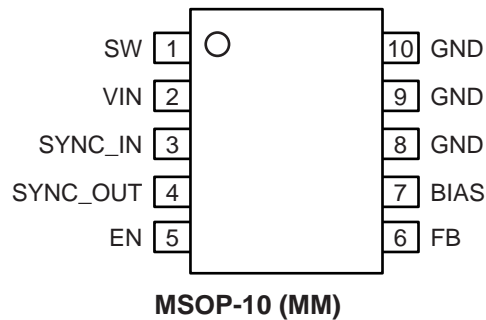 SW 1 10 GND
VIN 2 9 GND
SYNC_IN 3 8 GND
SYNC_OUT 4 7 BIAS
EN 5 6 FB
MSOP-10 (MM)